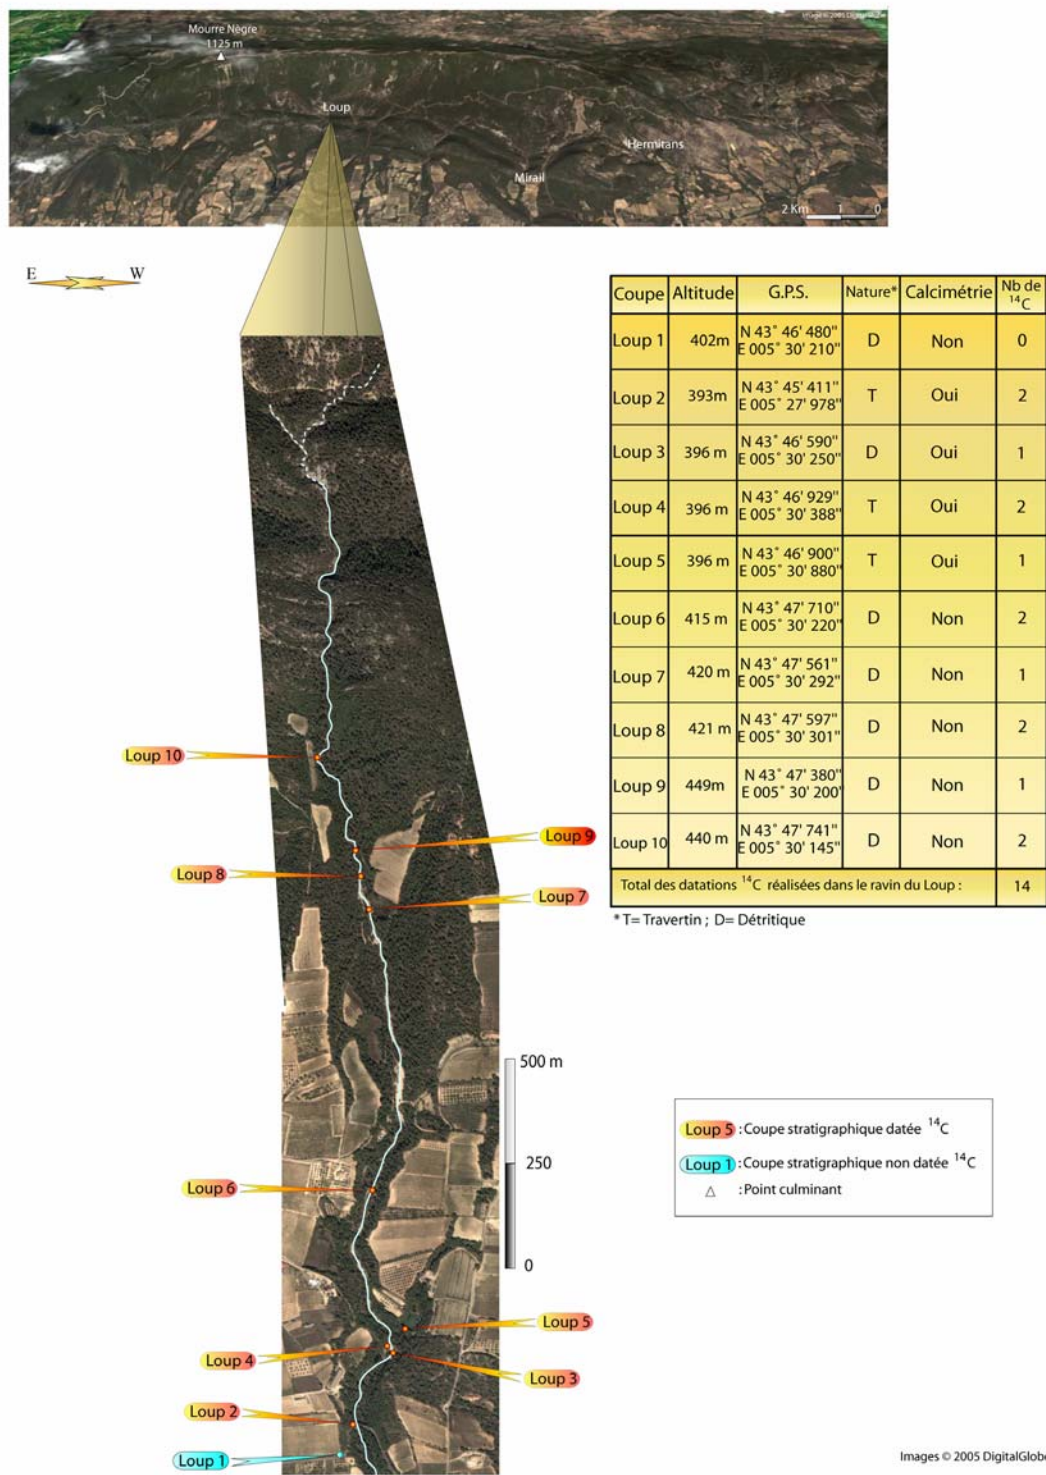 Image © 2005 DigitalGlobe
Mourre Nègre
1125 m
Loup
Hermitans
Mirail
2 Km 1 0
E W
Coupe Altitude G.P.S. Nature* Calcimétrie Nb de ¹⁴C
Loup 1 402m N 43° 46' 480" E 005° 30' 210" D Non 0
Loup 2 393m N 43° 45' 411" E 005° 27' 978" T Oui 2
Loup 3 396 m N 43° 46' 590" E 005° 30' 250" D Oui 1
Loup 4 396 m N 43° 46' 929" E 005° 30' 388" T Oui 2
Loup 5 396 m N 43° 46' 900" E 005° 30' 880" T Oui 1
Loup 6 415 m N 43° 47' 710" E 005° 30' 220" D Non 2
Loup 7 420 m N 43° 47' 561" E 005° 30' 292" D Non 1
Loup 8 421 m N 43° 47' 597" E 005° 30' 301" D Non 2
Loup 9 449m N 43° 47' 380" E 005° 30' 200' D Non 1
Loup 10 440 m N 43° 47' 741" E 005° 30' 145" D Non 2
Total des datations ¹⁴C réalisées dans le ravin du Loup : 14
* T= Travertin ; D= Détritique
Loup 10
Loup 9
Loup 8
Loup 7
500 m
250
0
Loup 6
Loup 5
Loup 4
Loup 3
Loup 2
Loup 1
Loup 5 : Coupe stratigraphique datée ¹⁴C
Loup 1 : Coupe stratigraphique non datée ¹⁴C
△ : Point culminant
Images © 2005 DigitalGlobe